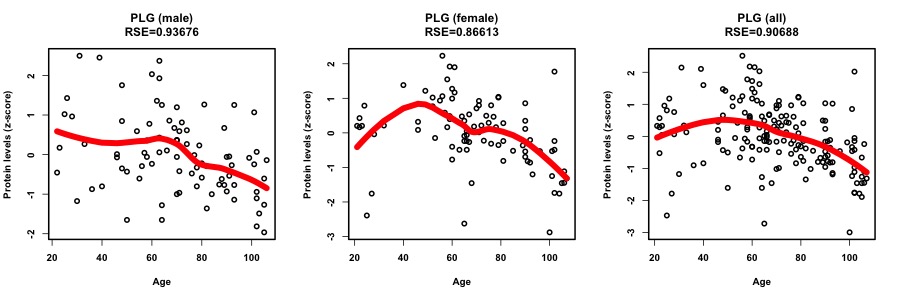 PLG (male)
RSE=0.93676
Protein levels (z-score)
2
1
0
-1
-2
20
40
60
80
100
Age
PLG (female)
RSE=0.86613
Protein levels (z-score)
2
1
0
-1
-2
-3
20
40
60
80
100
Age
PLG (all)
RSE=0.90688
Protein levels (z-score)
2
1
0
-1
-2
-3
20
40
60
80
100
Age